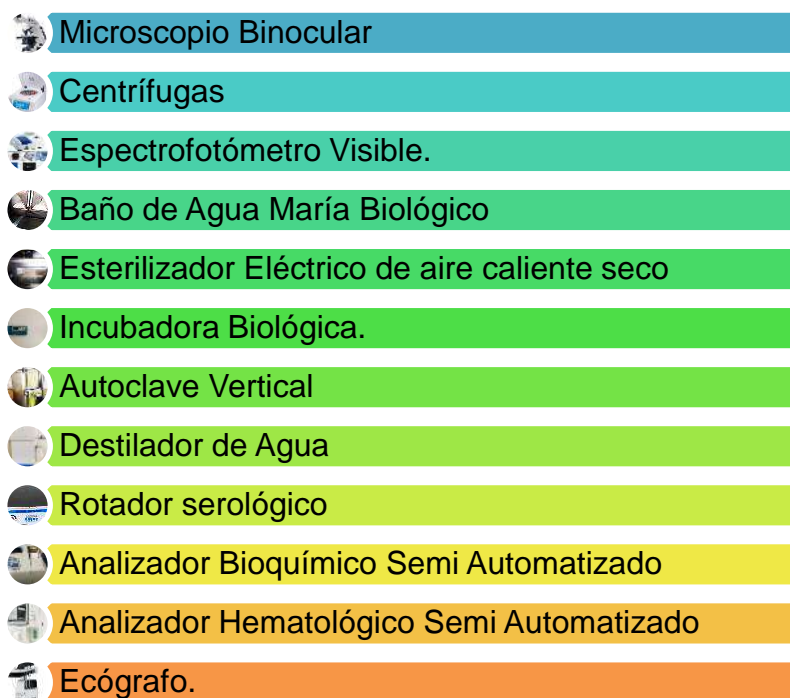 Microscopio Binocular
Centrífugas
Espectrofotómetro Visible.
Baño de Agua María Biológico
Esterilizador Eléctrico de aire caliente seco
Incubadora Biológica.
Autoclave Vertical
Destilador de Agua
Rotador serológico
Analizador Bioquímico Semi Automatizado
Analizador Hematológico Semi Automatizado
Ecógrafo.